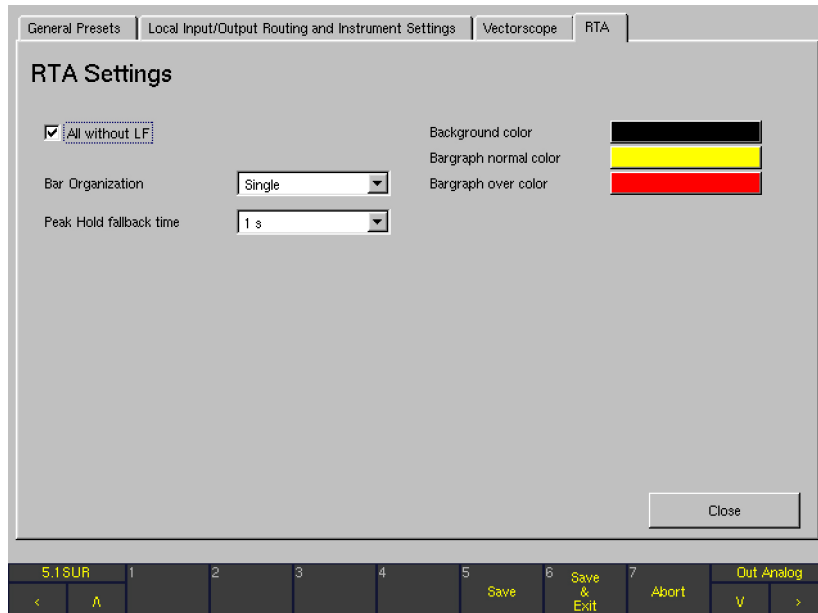 General Presets
Local Input/Output Routing and Instrument Settings
Vectorscope
RTA
RTA Settings
All without LF
Background color
Bargraph normal color
Bar Organization
Single
Bargraph over color
Peak Hold fallback time
1 s
Close
5.1SUR
1
2
3
4
5
Save
6
Save
&
Exit
7
Abort
Out Analog
<
Λ
V
>